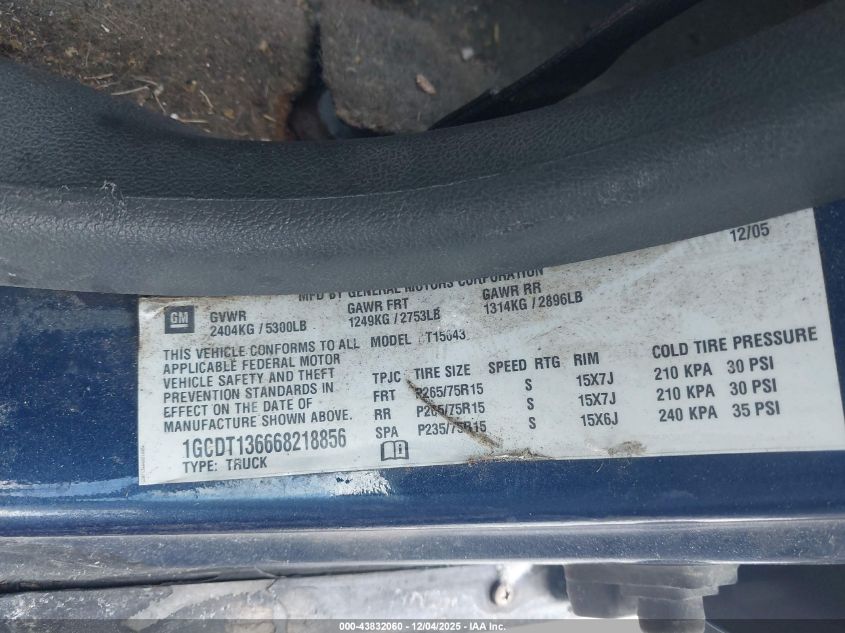 12/05
MFD BY GENERAL MOTORS CORPORATION
GM GVWR GAWR FRT GAWR RR
2404KG / 5300LB 1249KG / 2753LB 1314KG / 2896LB
THIS VEHICLE CONFORMS TO ALL
APPLICABLE FEDERAL MOTOR
VEHICLE SAFETY AND THEFT
PREVENTION STANDARDS IN
EFFECT ON THE DATE OF
MANUFACTURE SHOWN ABOVE.
1GCDT136668218856
TYPE: TRUCK
MODEL T15643
TPJC TIRE SIZE SPEED RTG RIM COLD TIRE PRESSURE
FRT P265/75R15 S 15X7J 210 KPA 30 PSI
RR P265/75R15 S 15X7J 210 KPA 30 PSI
SPA P235/75R15 S 15X6J 240 KPA 35 PSI
000-43832060 - 12/04/2025 - IAA Inc.